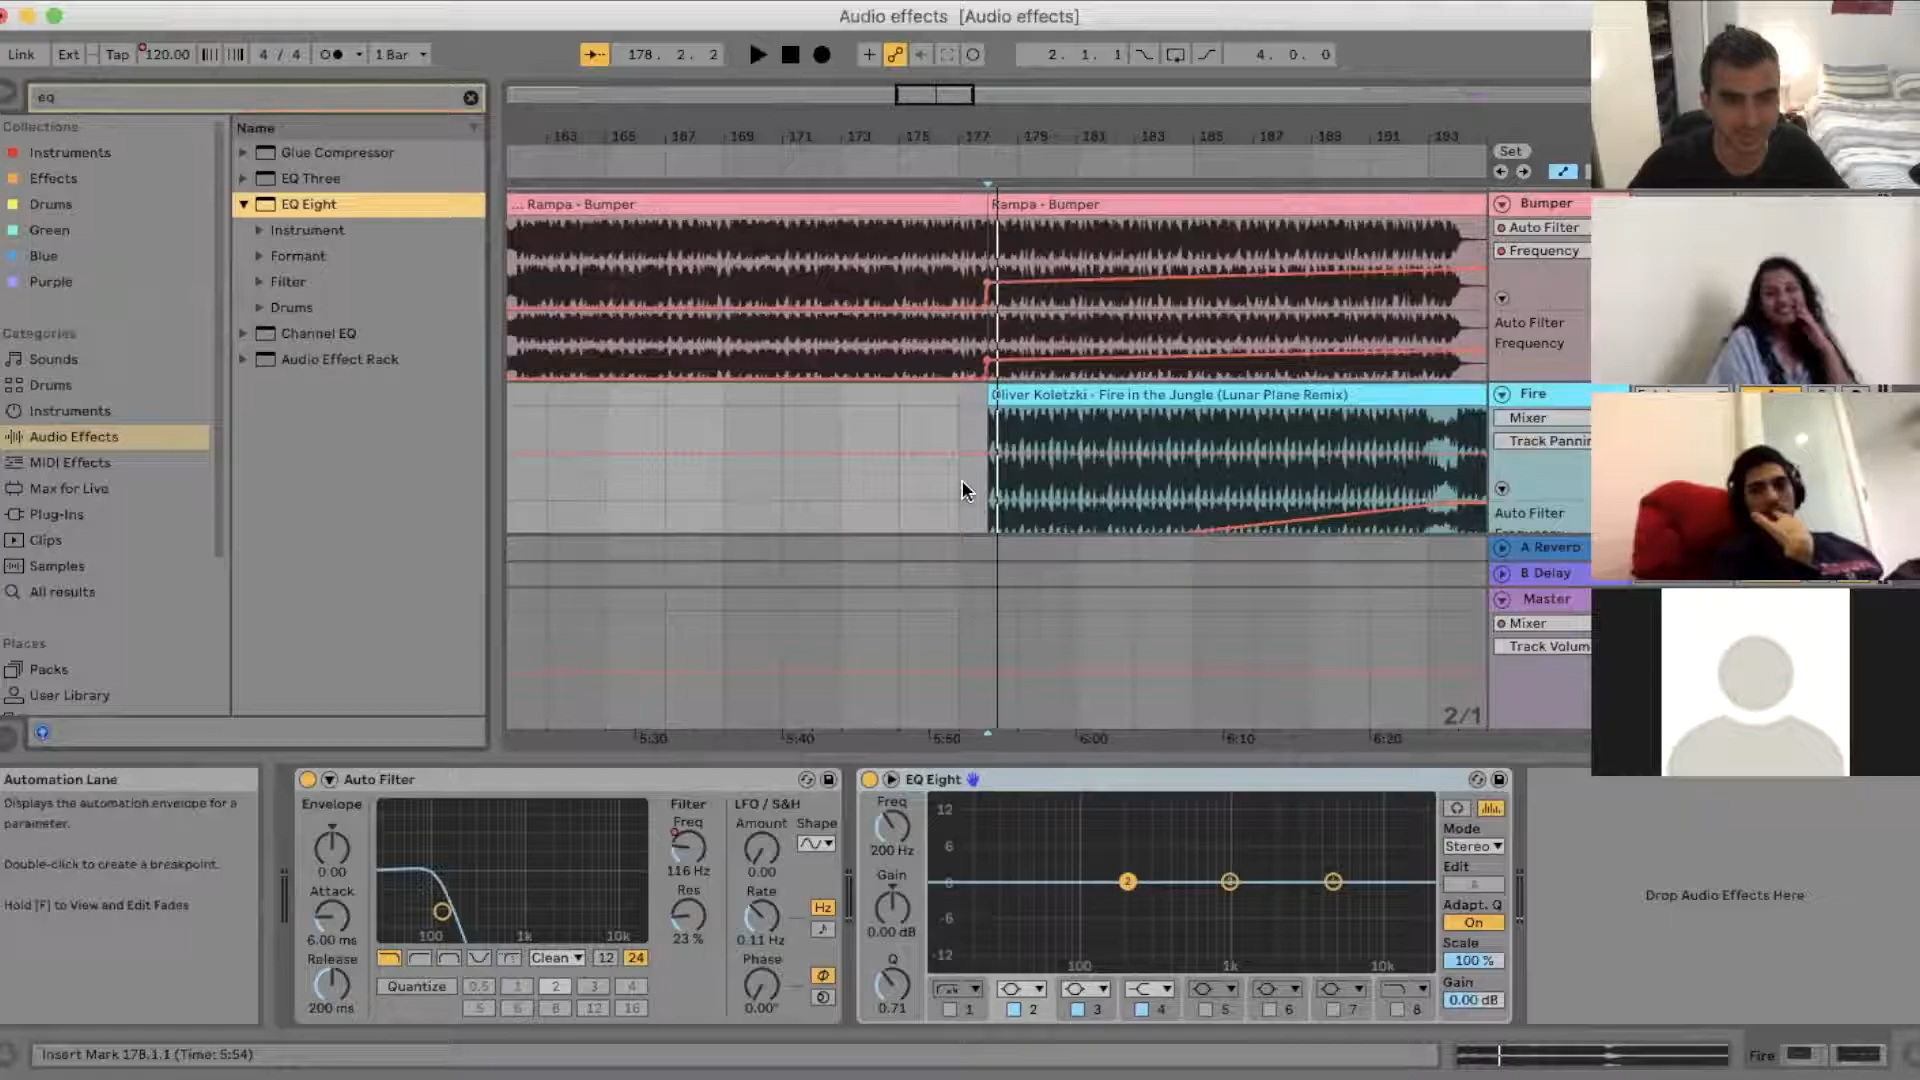 Audio effects [Audio effects]
Link Ext Tap 120.00 4 / 4 1 Bar 178. 2. 2 2. 1. 1 4. 0. 0
eq
Collections
Instruments
Effects
Drums
Green
Blue
Purple
Categories
Sounds
Drums
Instruments
Audio Effects
MIDI Effects
Max for Live
Plug-Ins
Clips
Samples
All results
Places
Packs
User Library
Name
Glue Compressor
EQ Three
EQ Eight
Instrument
Formant
Filter
Drums
Channel EQ
Audio Effect Rack
163 165 167 169 171 173 175 177 179 181 183 185 187 189 191 193
Set
... Rampa - Bumper
Rampa - Bumper
Oliver Koletzki - Fire in the Jungle (Lunar Plane Remix)
Bumper
Auto Filter
Frequency
Auto Filter
Frequency
Fire
Mixer
Track Pannin
Auto Filter
A Reverb
B Delay
Master
Mixer
Track Volum
2/1
5:30 5:40 5:50 6:00 6:10 6:20
Automation Lane
Displays the automation envelope for a
parameter.
Double-click to create a breakpoint.
Hold [F] to View and Edit Fades
Auto Filter
Envelope
0.00
Attack
6.00 ms
Release
200 ms
100 1k 10k
Clean 12 24
Quantize 0.5 1 2 3 4
5 6 8 12 16
Filter
Freq
116 Hz
Res
23 %
LFO / S&H
Amount Shape
0.00
Rate
Hz
0.11 Hz
Phase
0.00°
EQ Eight
Freq
200 Hz
Gain
0.00 dB
Q
0.71
12
6
0
-6
-12
2 3 4
100 1k 10k
1 2 3 4 5 6 7 8
Mode
Stereo
Edit
A
Adapt. Q
On
Scale
100 %
Gain
0.00 dB
Drop Audio Effects Here
Insert Mark 178.1.1 (Time: 5:54)
Fire